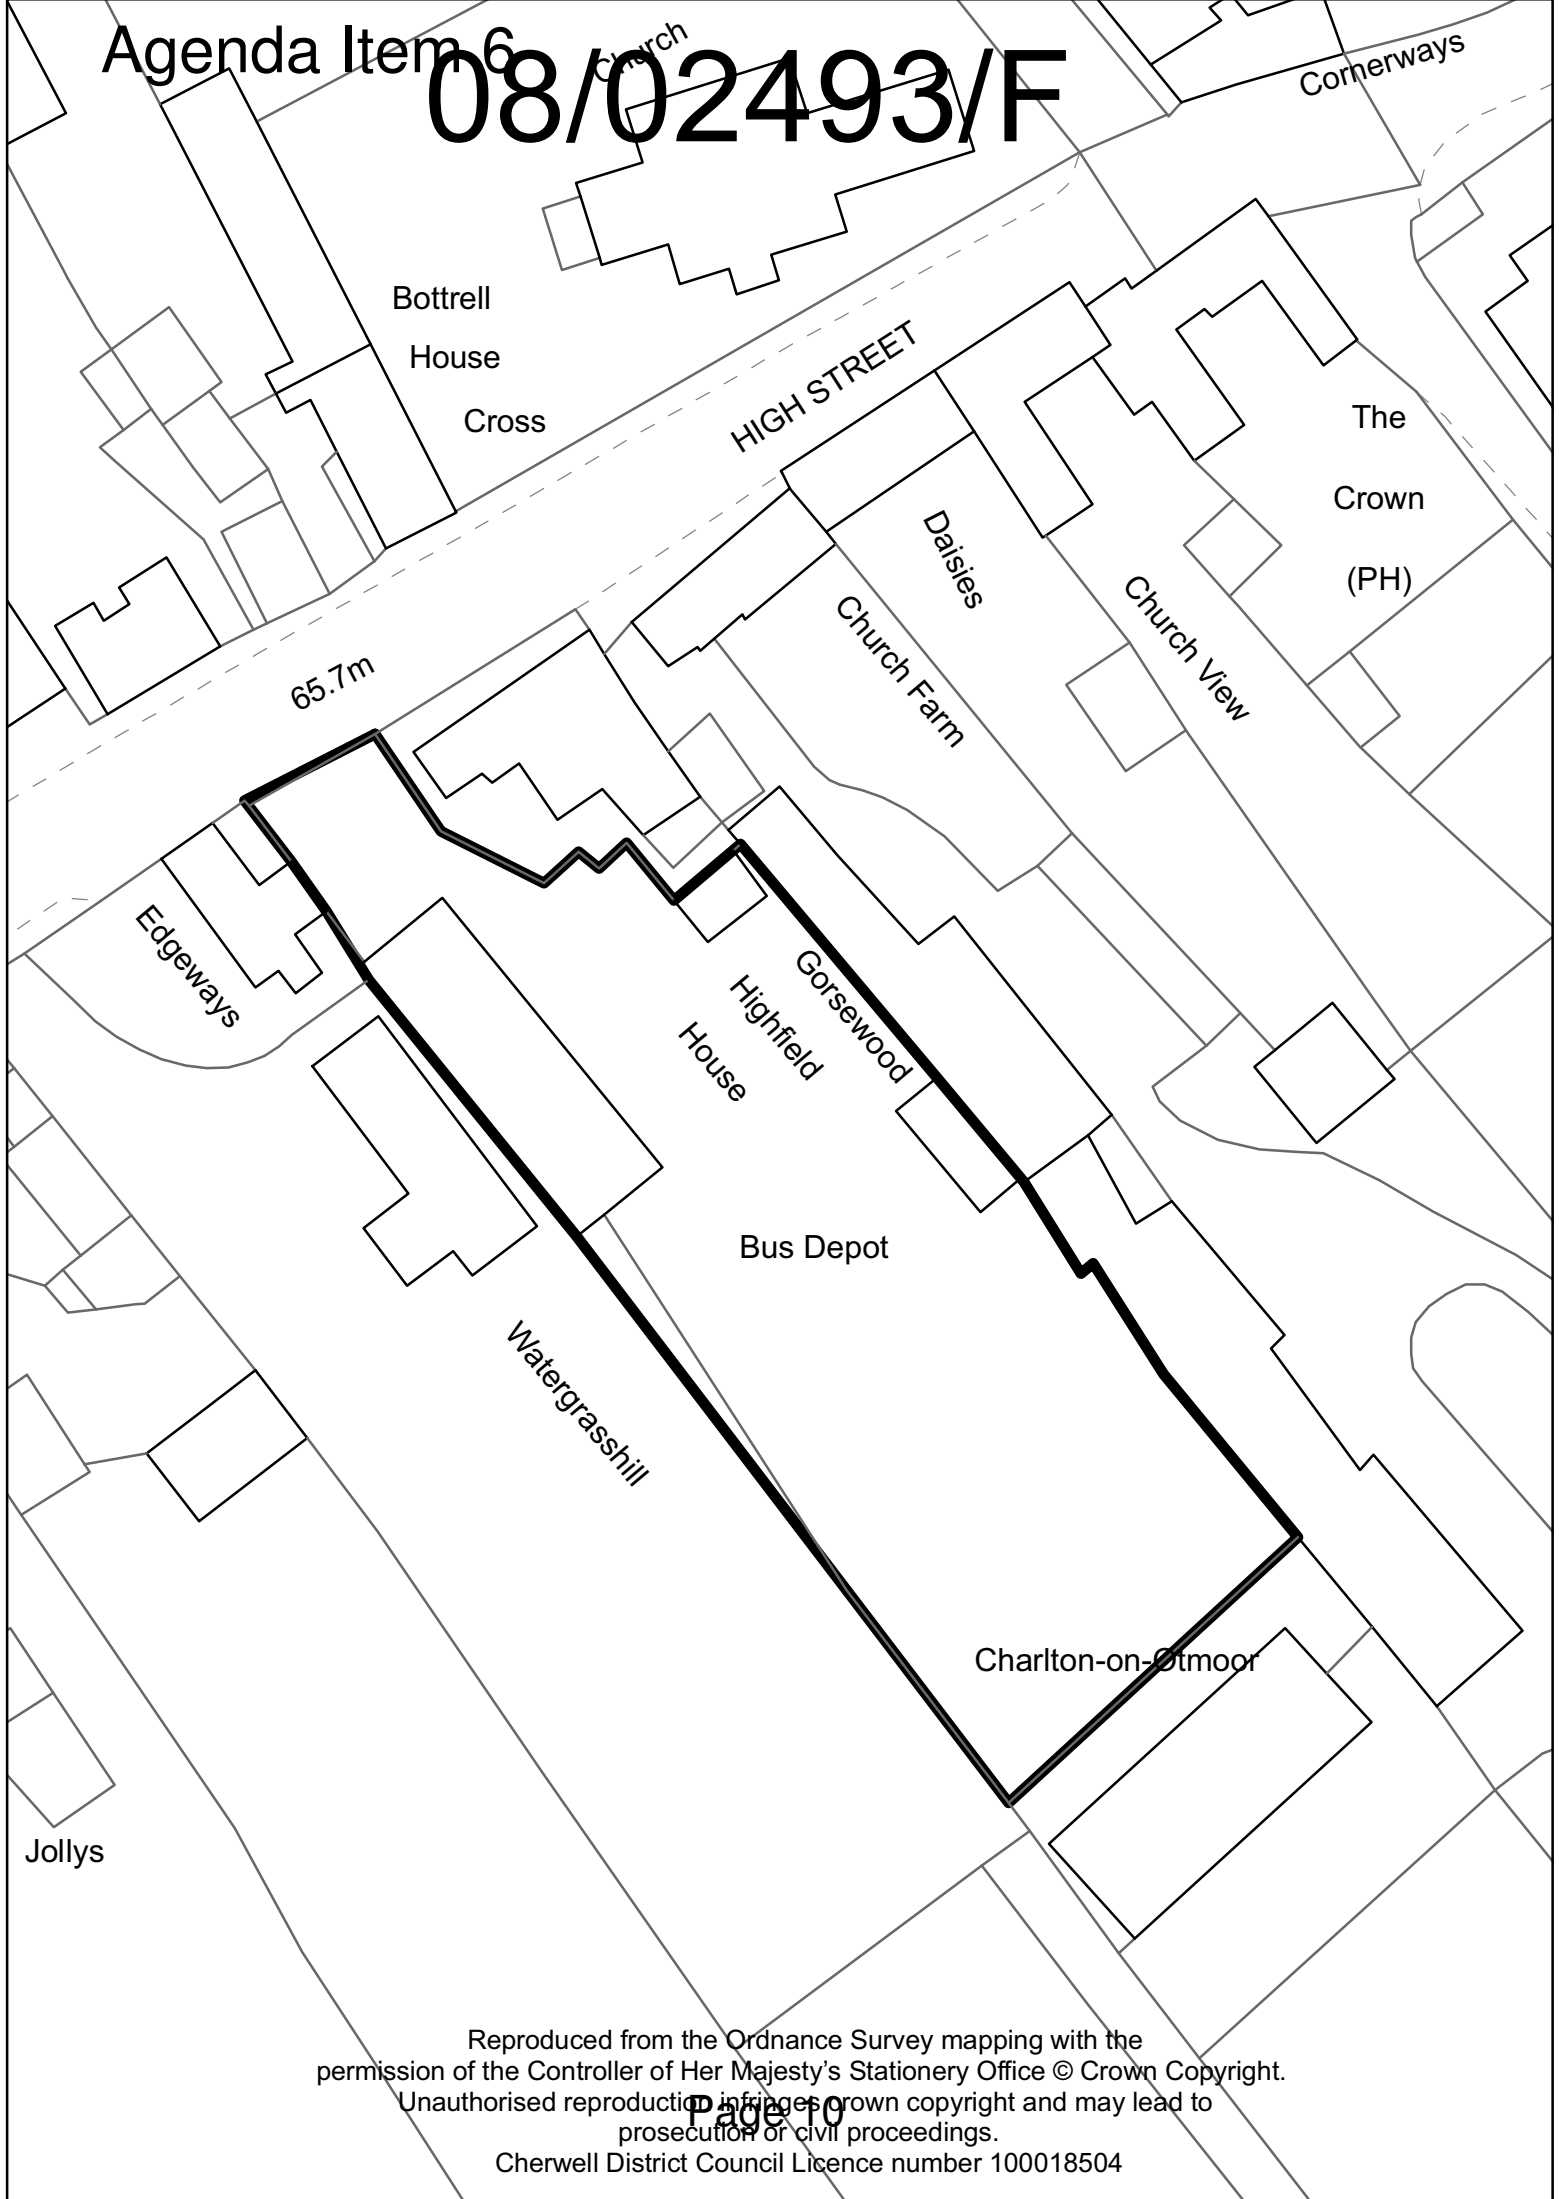 Agenda Item 6
08/02493/F
Church
Cornerways
Bottrell
House
Cross
HIGH STREET
The
Crown
(PH)
Daisies
Church View
Church Farm
65.7m
Edgeways
Gorsewood
Highfield
House
Bus Depot
Watergrasshill
Charlton-on-Otmoor
Jollys
Reproduced from the Ordnance Survey mapping with the
permission of the Controller of Her Majesty's Stationery Office © Crown Copyright.
Unauthorised reproduction infringes crown copyright and may lead to
Page 10
prosecution or civil proceedings.
Cherwell District Council Licence number 100018504